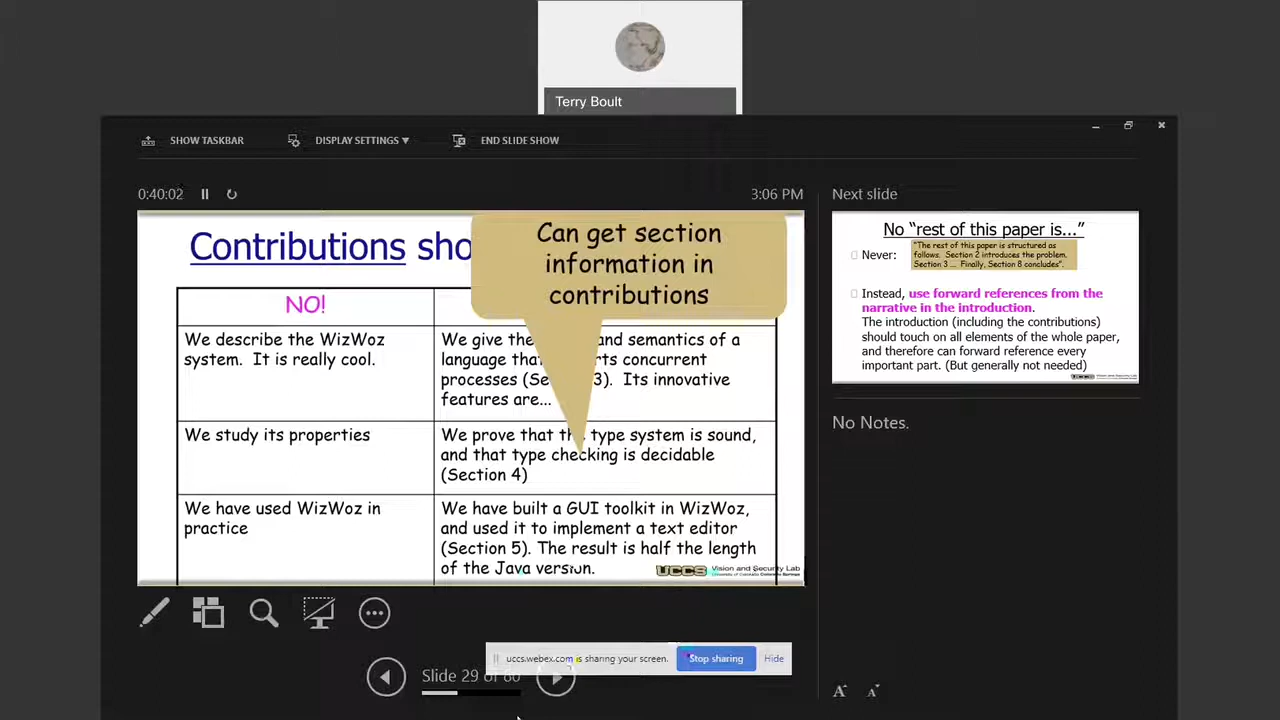 Terry Boult
SHOW TASKBAR
DISPLAY SETTINGS
END SLIDE SHOW
0:40:02
3:06 PM
Next slide
Contributions sho
Can get section
information in
contributions
NO!
We describe the WizWoz
system. It is really cool.
We give the and semantics of a
language that rts concurrent
processes (Se 3). Its innovative
features are...
We study its properties
We prove that the type system is sound,
and that type checking is decidable
(Section 4)
We have used WizWoz in
practice
We have built a GUI toolkit in WizWoz,
and used it to implement a text editor
(Section 5). The result is half the length
of the Java version.
UCCS Vision and Security Lab
No "rest of this paper is..."
Never:
"The rest of this paper is structured as
follows. Section 2 introduces the problem.
Section 3 ... Finally, Section 8 concludes".
Instead, use forward references from the
narrative in the introduction.
The introduction (including the contributions)
should touch on all elements of the whole paper,
and therefore can forward reference every
important part. (But generally not needed)
Vision and Security Lab
No Notes.
uccs.webex.com is sharing your screen.
Stop sharing
Hide
Slide 29 of 80
A A